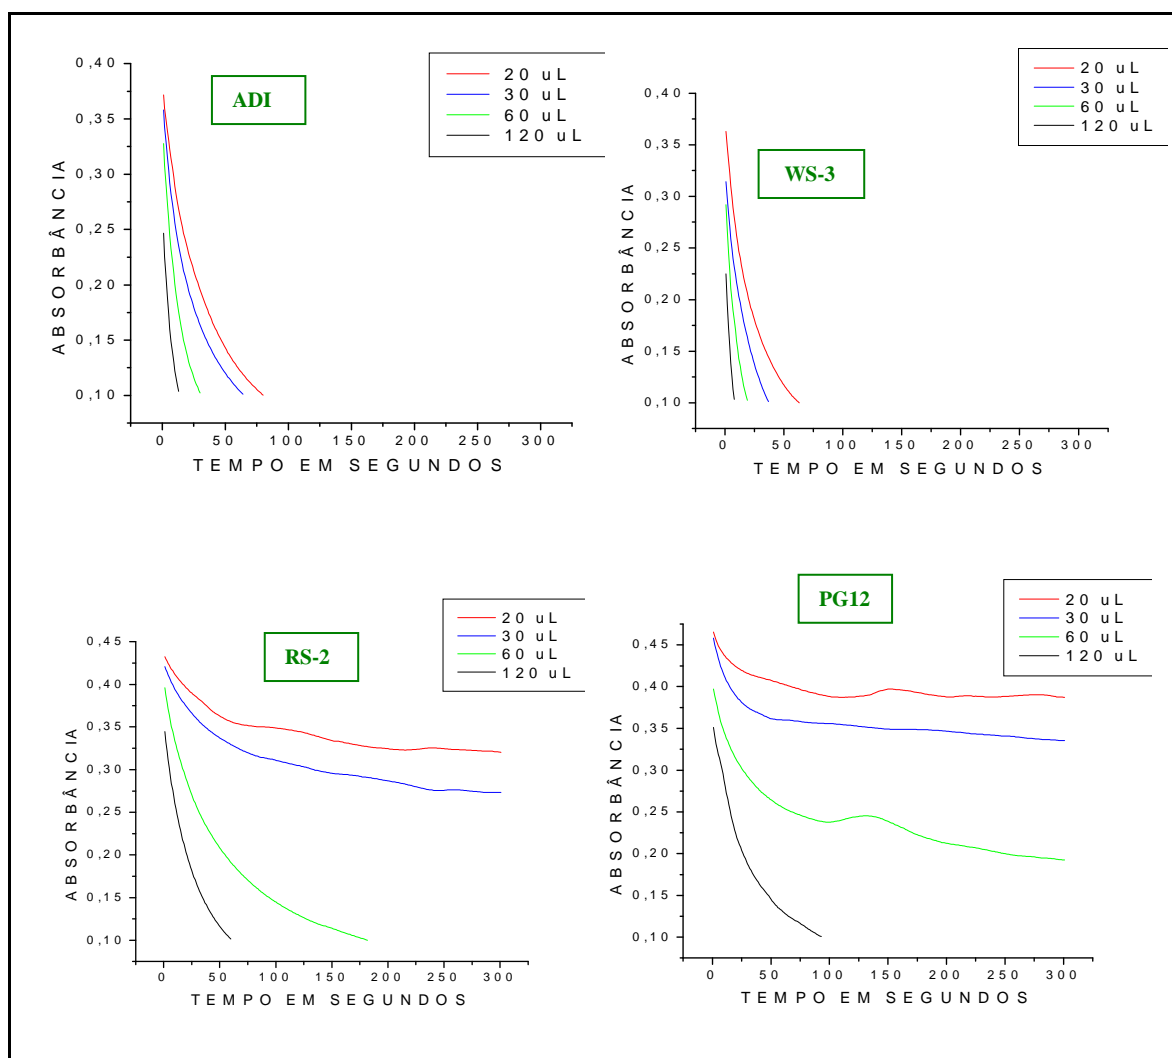 ADI
20 uL
30 uL
60 uL
120 uL
0,40
0,35
0,30
0,25
0,20
0,15
0,10
ABSORBÂNCIA
0 50 100 150 200 250 300
TEMPO EM SEGUNDOS
WS-3
20 uL
30 uL
60 uL
120 uL
0,40
0,35
0,30
0,25
0,20
0,15
0,10
ABSORBÂNCIA
0 50 100 150 200 250 300
TEMPO EM SEGUNDOS
RS-2
20 uL
30 uL
60 uL
120 uL
0,45
0,40
0,35
0,30
0,25
0,20
0,15
0,10
ABSORBÂNCIA
0 50 100 150 200 250 300
TEMPO EM SEGUNDOS
PG12
20 uL
30 uL
60 uL
120 uL
0,45
0,40
0,35
0,30
0,25
0,20
0,15
0,10
ABSORBÂNCIA
0 50 100 150 200 250 300
TEMPO EM SEGUNDOS